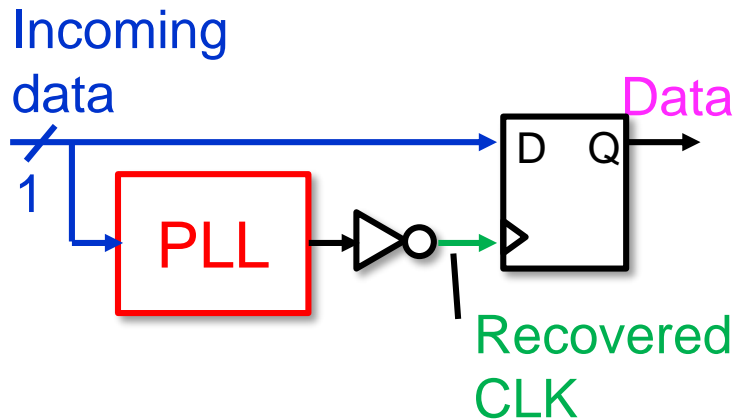 Incoming
data
Data
D Q
1
PLL
Recovered
CLK